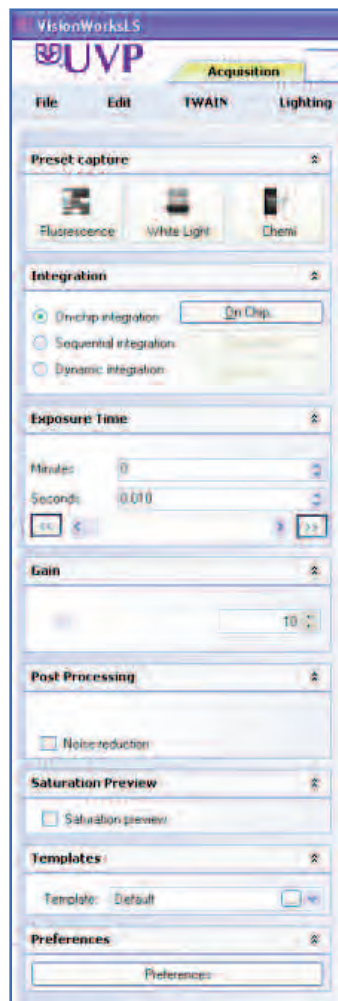 VisionWorksLS
UVP
Acquisition
File Edit TWAIN Lighting
Preset capture
Fluorescence White Light Chemi
Integration
On-chip integration On Chip
Sequential integration
Dynamic integration
Exposure Time
Minutes 0
Seconds 0.010
<< < > >>
Gain
10
Post Processing
Noise reduction
Saturation Preview
Saturation preview
Templates
Template: Default
Preferences
Preferences